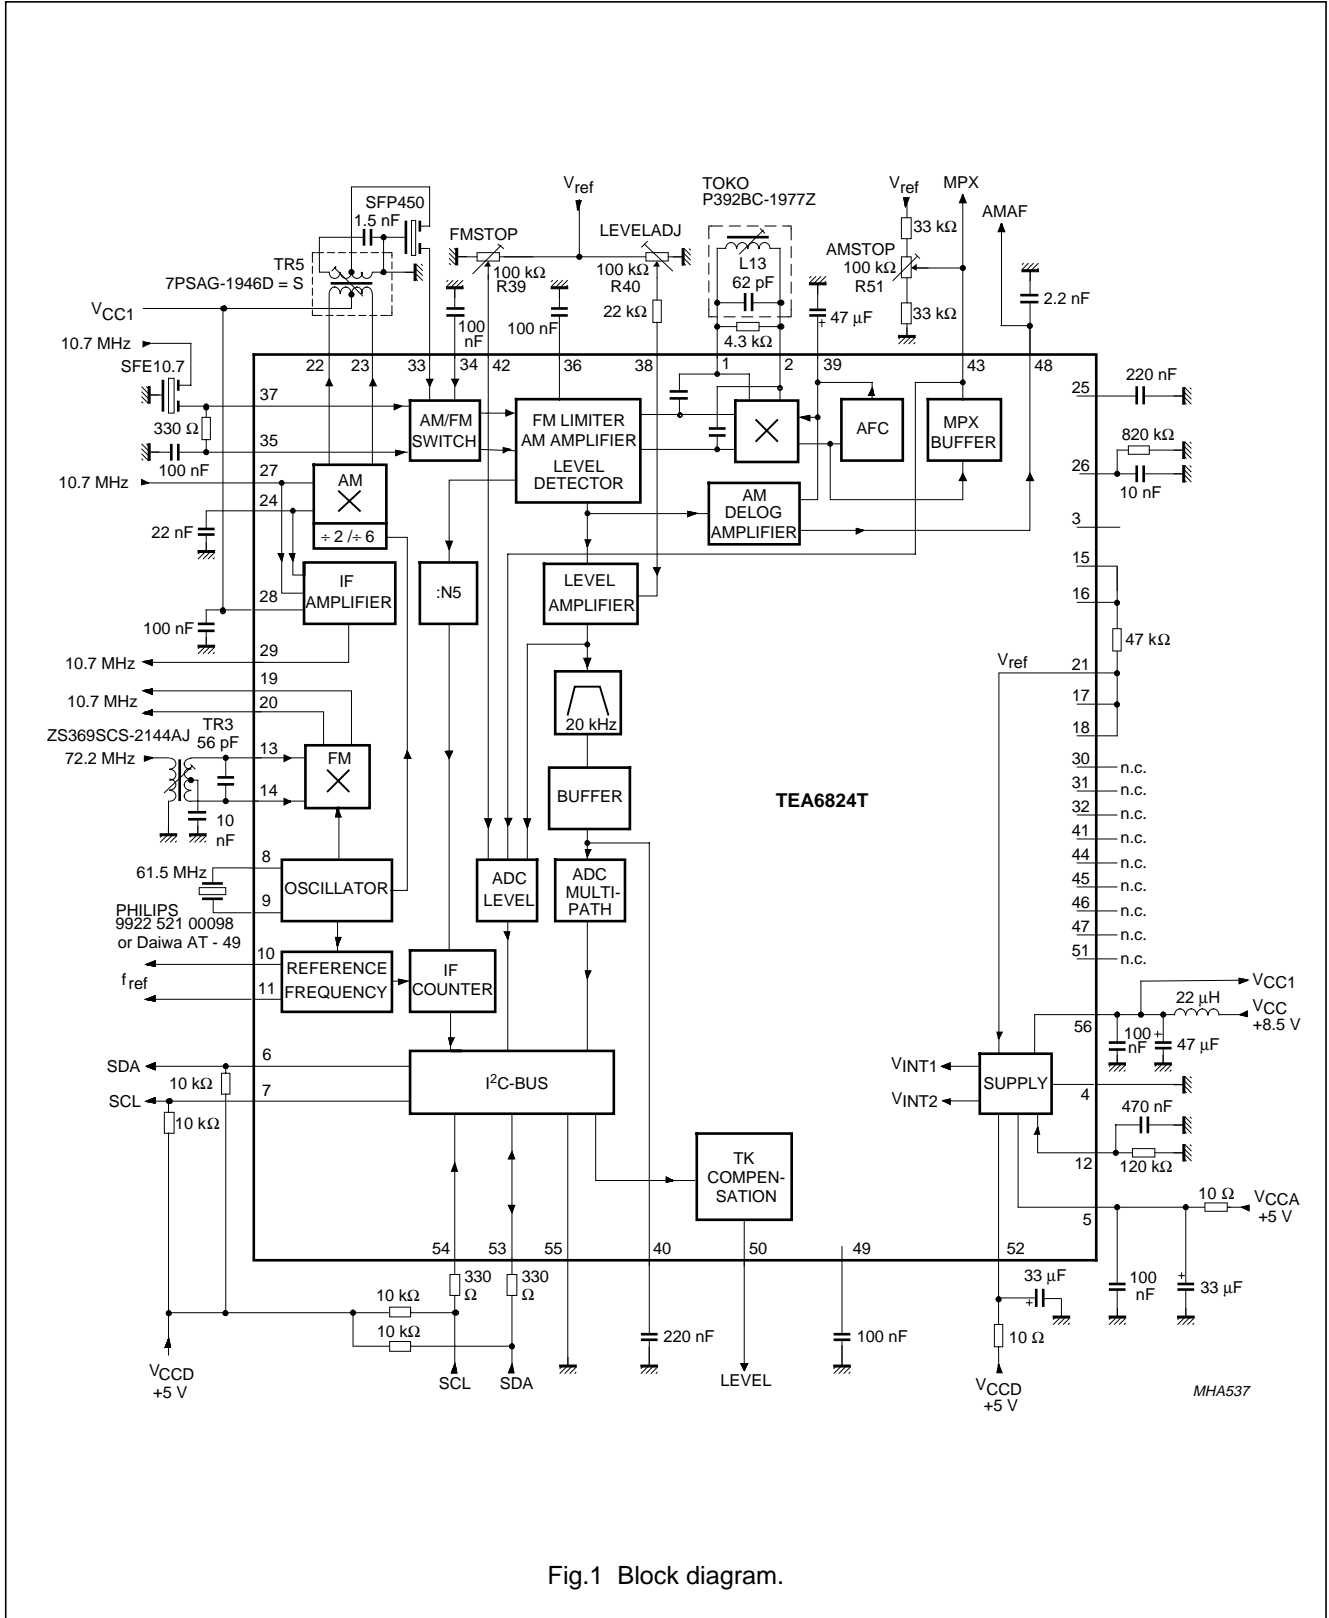 SFP450
1.5 nF
TR5
7PSAG-1946D = S
VCC1
10.7 MHz
SFE10.7
330 Ω
100 nF
10.7 MHz
22 nF
100 nF
10.7 MHz
10.7 MHz
ZS369SCS-2144AJ
TR3
56 pF
72.2 MHz
10
nF
61.5 MHz
PHILIPS
9922 521 00098
or Daiwa AT - 49
fref
SDA
10 kΩ
SCL
10 kΩ
VCCD
+5 V
FMSTOP
100 kΩ
R39
100
nF
Vref
100 nF
LEVELADJ
100 kΩ
R40
22 kΩ
TOKO
P392BC-1977Z
L13
62 pF
4.3 kΩ
47 μF
+
Vref
33 kΩ
AMSTOP
100 kΩ
R51
33 kΩ
MPX
AMAF
2.2 nF
22
23
33
34
42
36
38
1
2
39
43
48
37
35
27
24
28
29
19
20
13
14
8
9
10
11
6
7
AM/FM
SWITCH
FM LIMITER
AM AMPLIFIER
LEVEL
DETECTOR
AFC
MPX
BUFFER
AM
÷ 2 /÷ 6
AM
DELOG
AMPLIFIER
IF
AMPLIFIER
:N5
LEVEL
AMPLIFIER
20 kHz
FM
BUFFER
TEA6824T
OSCILLATOR
ADC
LEVEL
ADC
MULTI-
PATH
REFERENCE
FREQUENCY
IF
COUNTER
I2C-BUS
TK
COMPEN-
SATION
VINT1
VINT2
SUPPLY
Vref
25
220 nF
26
820 kΩ
10 nF
3
15
16
47 kΩ
21
17
18
30
n.c.
31
n.c.
32
n.c.
41
n.c.
44
n.c.
45
n.c.
46
n.c.
47
n.c.
51
n.c.
VCC1
22 μH
VCC
+8.5 V
56
100
nF
+
47 μF
4
470 nF
12
120 kΩ
10 Ω
VCCA
+5 V
5
100
nF
+
33 μF
54
53
55
40
50
49
52
330
Ω
330
Ω
10 kΩ
10 kΩ
SCL
SDA
220 nF
LEVEL
100 nF
33 μF
+
10 Ω
VCCD
+5 V
MHA537
Fig.1 Block diagram.